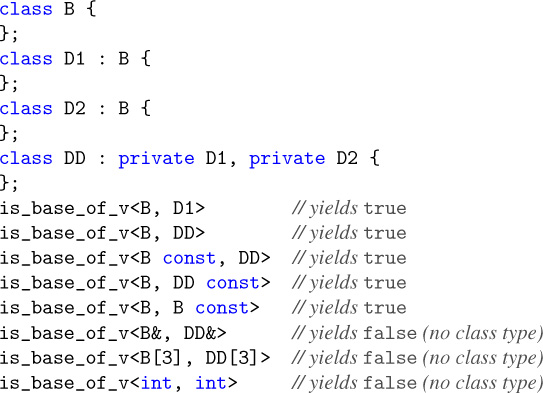 class B {
};
class D1 : B {
};
class D2 : B {
};
class DD : private D1, private D2 {
};
is_base_of_v<B, D1> // yields true
is_base_of_v<B, DD> // yields true
is_base_of_v<B const, DD> // yields true
is_base_of_v<B, DD const> // yields true
is_base_of_v<B, B const> // yields true
is_base_of_v<B&, DD&> // yields false (no class type)
is_base_of_v<B[3], DD[3]> // yields false (no class type)
is_base_of_v<int, int> // yields false (no class type)